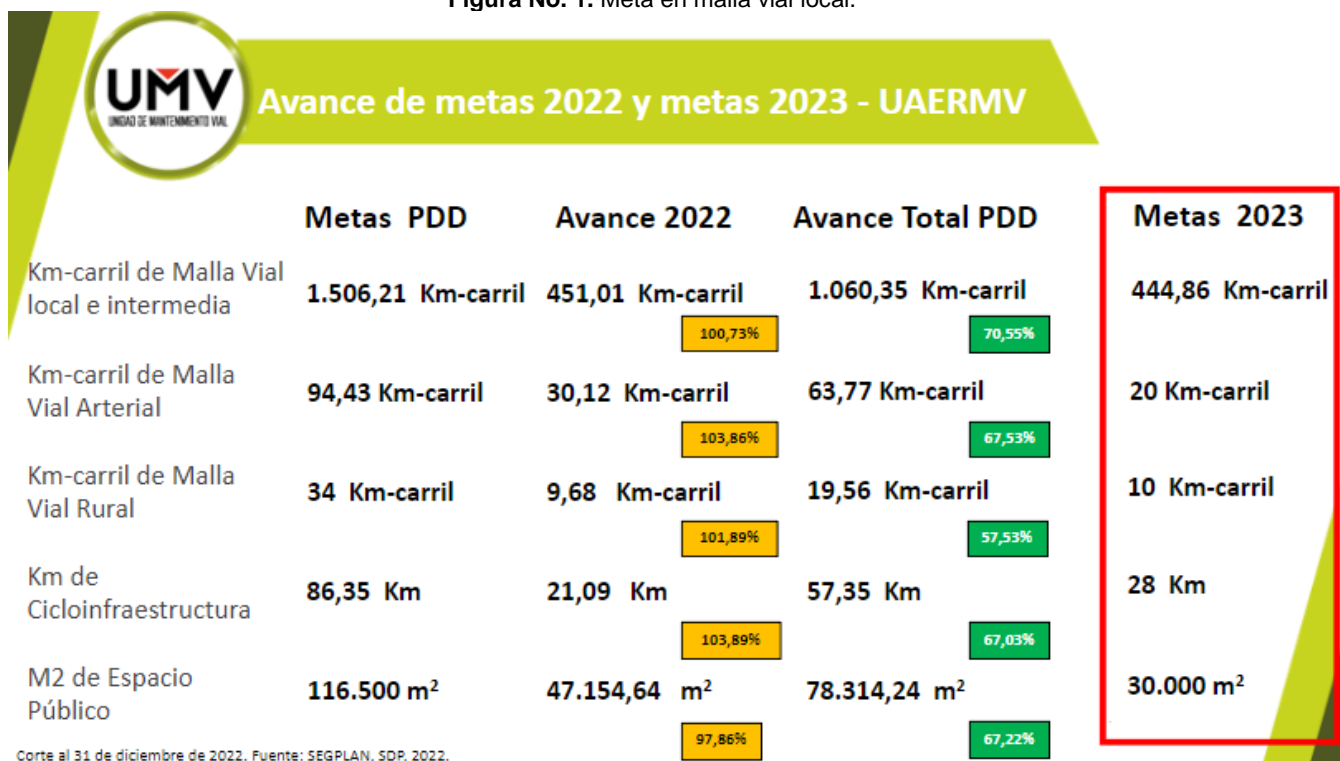 Figura No. 1. Meta en malla vial local.
UMV
UNIDAD DE MANTENIMIENTO VIAL
Avance de metas 2022 y metas 2023 - UAERMV
Metas PDD Avance 2022 Avance Total PDD Metas 2023
Km-carril de Malla Vial
local e intermedia
1.506,21 Km-carril 451,01 Km-carril 1.060,35 Km-carril 444,86 Km-carril
100,73% 70,55%
Km-carril de Malla
Vial Arterial
94,43 Km-carril 30,12 Km-carril 63,77 Km-carril 20 Km-carril
103,86% 67,53%
Km-carril de Malla
Vial Rural
34 Km-carril 9,68 Km-carril 19,56 Km-carril 10 Km-carril
101,89% 57,53%
Km de
Cicloinfraestructura
86,35 Km 21,09 Km 57,35 Km 28 Km
103,89% 67,03%
M2 de Espacio
Público
116.500 m² 47.154,64 m² 78.314,24 m² 30.000 m²
97,86% 67,22%
Corte al 31 de diciembre de 2022. Fuente: SEGPLAN. SDP. 2022.